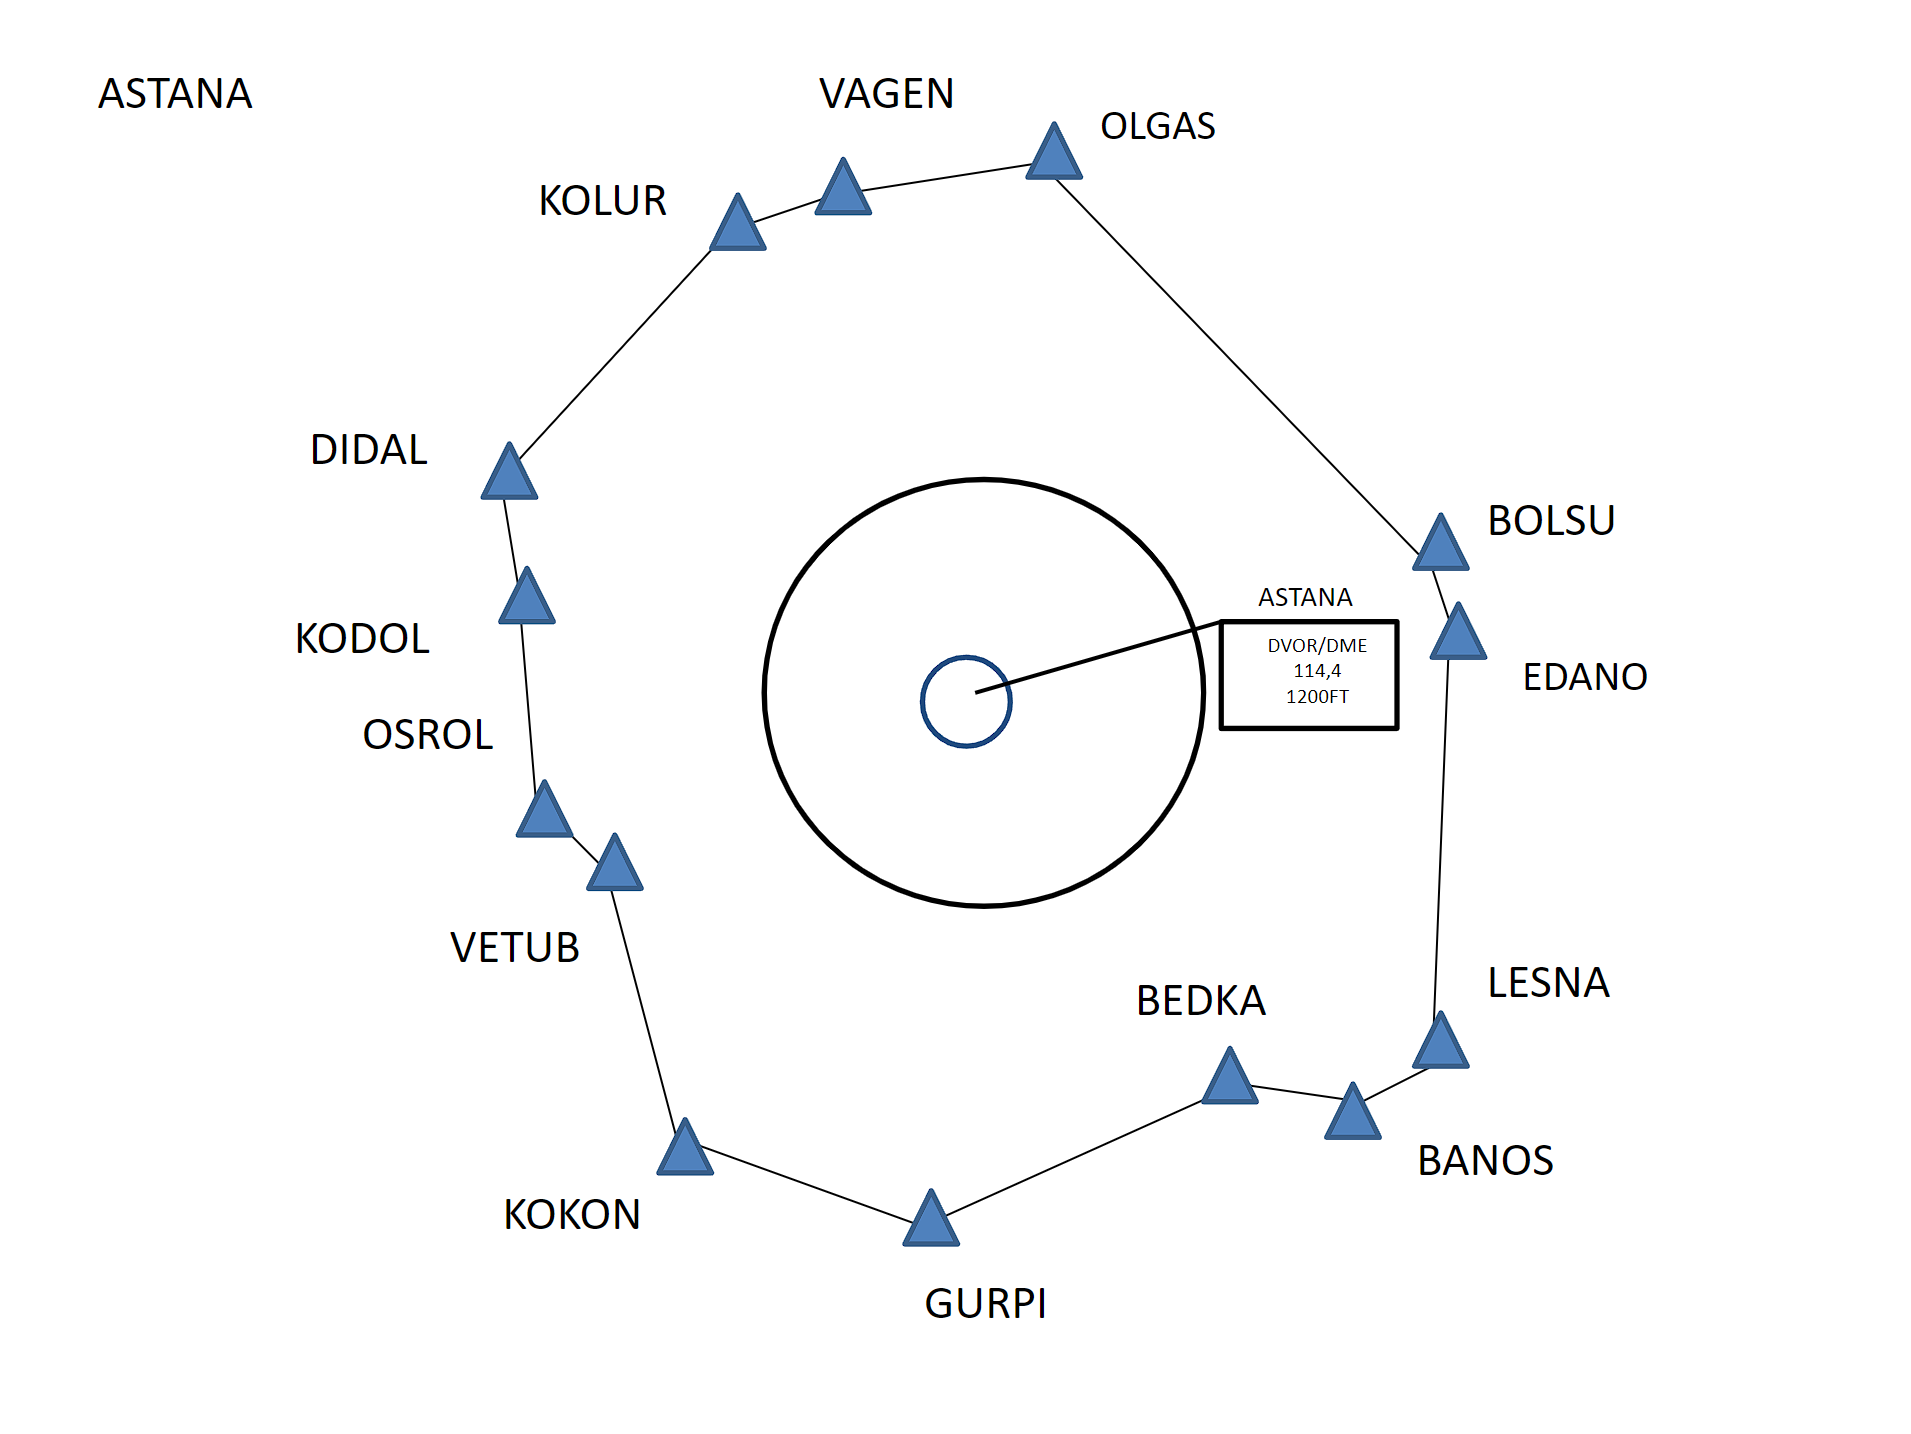 ASTANA
VAGEN
OLGAS
KOLUR
DIDAL
BOLSU
ASTANA
DVOR/DME
114,4
1200FT
KODOL
EDANO
OSROL
VETUB
LESNA
BEDKA
BANOS
KOKON
GURPI